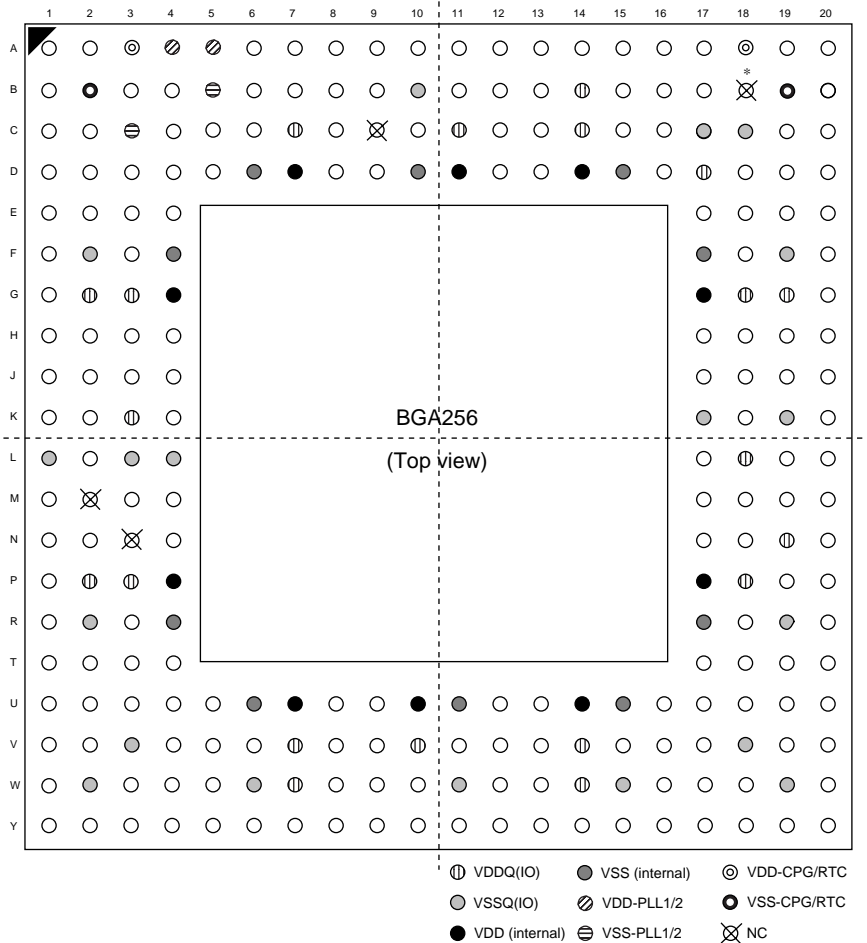 1 2 3 4 5 6 7 8 9 10 11 12 13 14 15 16 17 18 19 20
A
*
B
C
D
E
F
G
H
J
K
BGA256
L
(Top view)
M
N
P
R
T
U
V
W
Y
VDDQ(IO) VSS (internal) VDD-CPG/RTC
VSSQ(IO) VDD-PLL1/2 VSS-CPG/RTC
VDD (internal) VSS-PLL1/2 NC